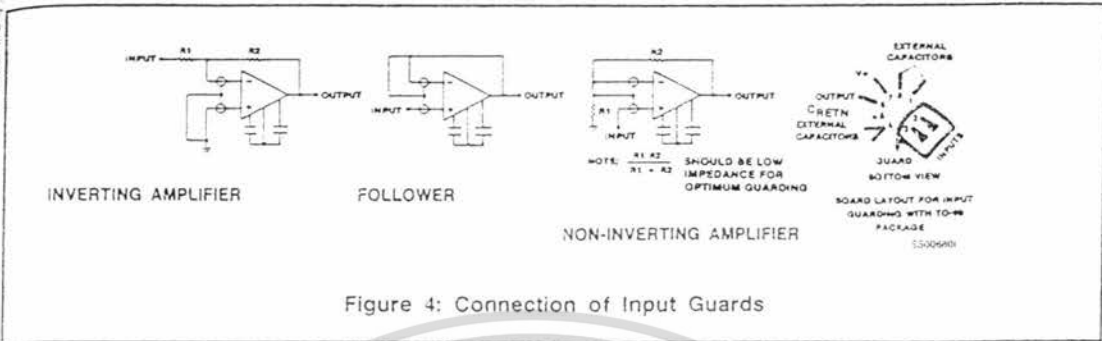 INPUT
R1
R2
OUTPUT
INVERTING AMPLIFIER
INPUT
OUTPUT
FOLLOWER
R2
R1
INPUT
OUTPUT
NOTE: R1 R2
R1 + R2
SHOULD BE LOW
IMPEDANCE FOR
OPTIMUM GUARDING
NON-INVERTING AMPLIFIER
EXTERNAL
CAPACITORS
V+
OUTPUT
CRETN
EXTERNAL
CAPACITORS
INPUTS
GUARD
BOTTOM VIEW
BOARD LAYOUT FOR INPUT
GUARDING WITH TO-99
PACKAGE
Figure 4: Connection of Input Guards